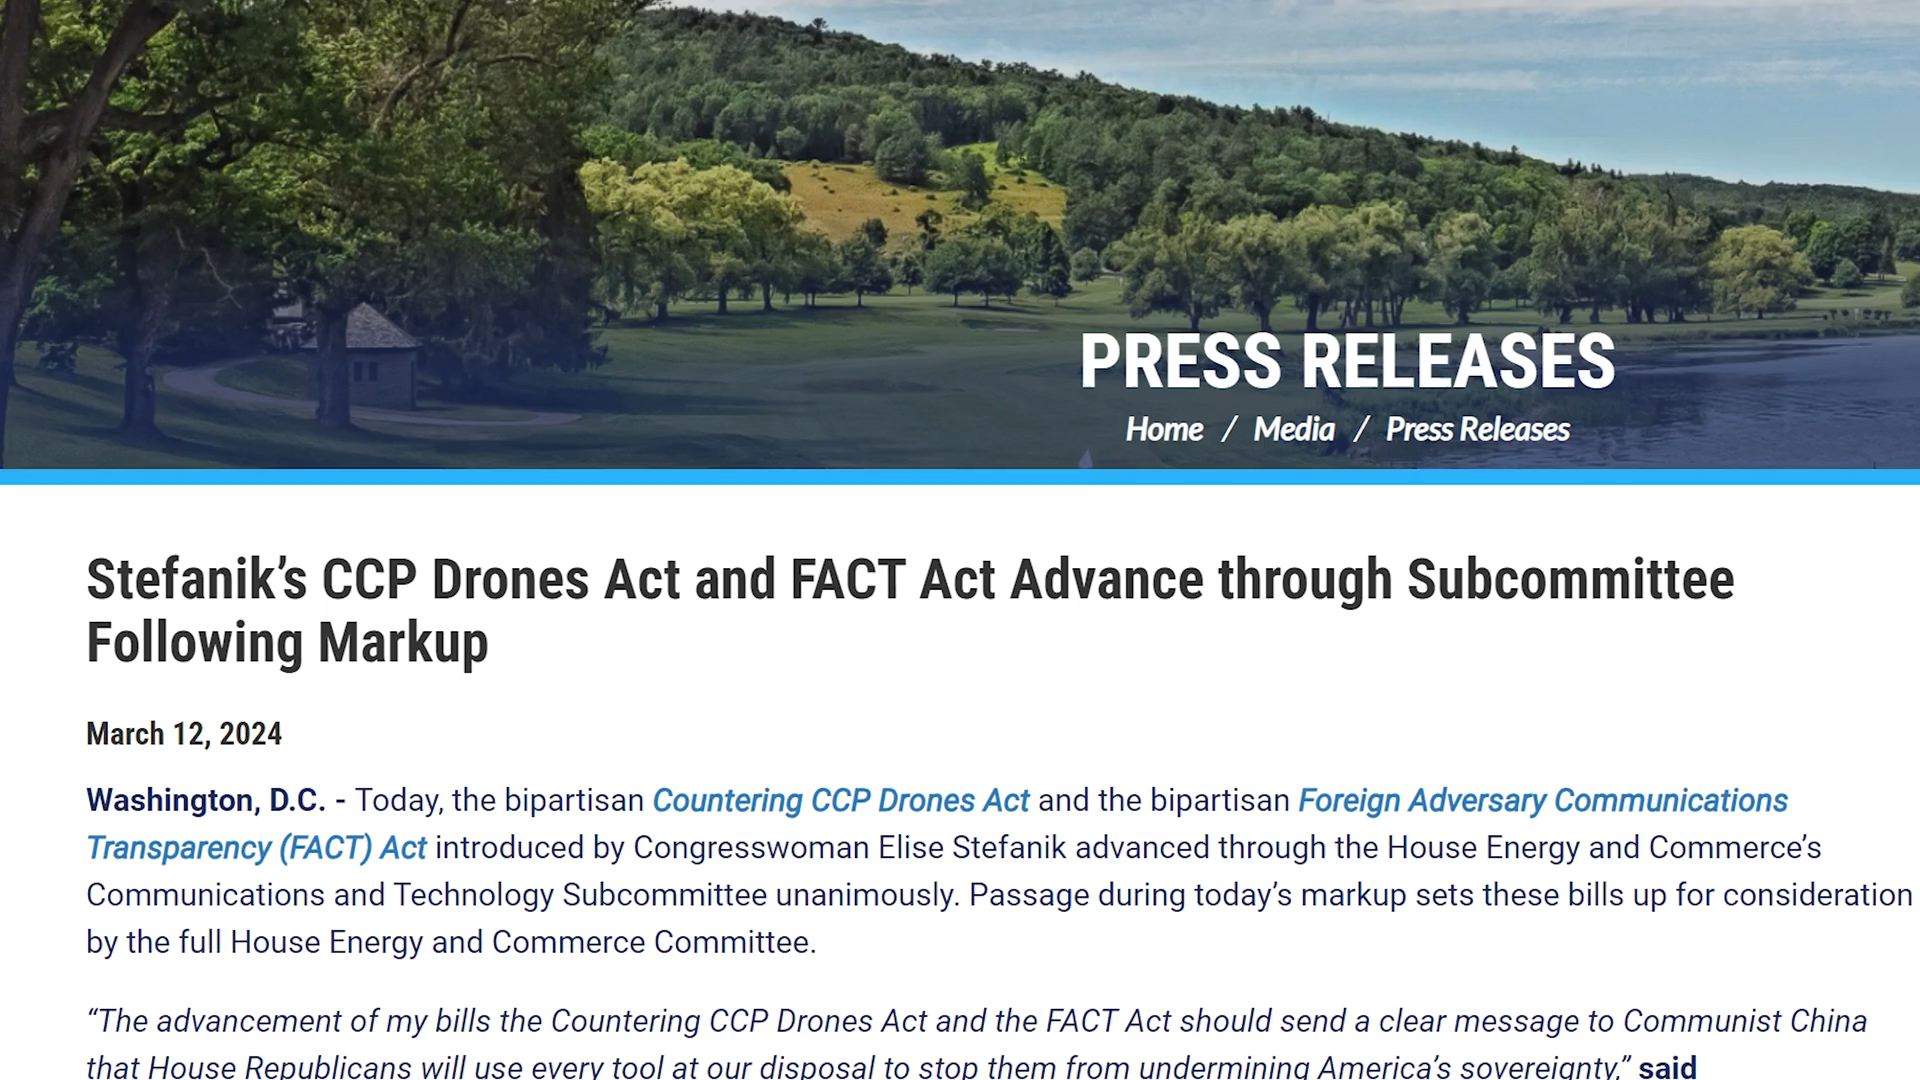 PRESS RELEASES
Home / Media / Press Releases
Stefanik’s CCP Drones Act and FACT Act Advance through Subcommittee
Following Markup
March 12, 2024
Washington, D.C. - Today, the bipartisan Countering CCP Drones Act and the bipartisan Foreign Adversary Communications
Transparency (FACT) Act introduced by Congresswoman Elise Stefanik advanced through the House Energy and Commerce’s
Communications and Technology Subcommittee unanimously. Passage during today’s markup sets these bills up for consideration
by the full House Energy and Commerce Committee.
“The advancement of my bills the Countering CCP Drones Act and the FACT Act should send a clear message to Communist China
that House Republicans will use every tool at our disposal to stop them from undermining America’s sovereignty,” said